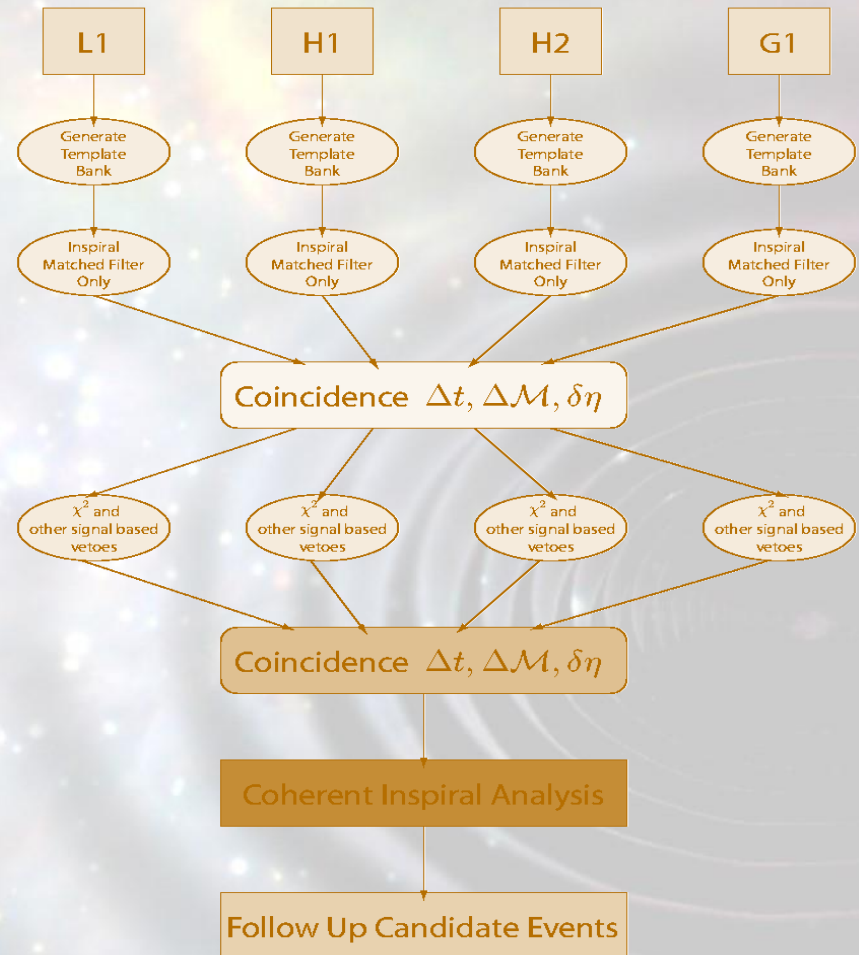 L1
H1
H2
G1
Generate
Template
Bank
Generate
Template
Bank
Generate
Template
Bank
Generate
Template
Bank
Inspiral
Matched Filter
Only
Inspiral
Matched Filter
Only
Inspiral
Matched Filter
Only
Inspiral
Matched Filter
Only
Coincidence Δt, Δℳ, δη
χ² and
other signal based
vetoes
χ² and
other signal based
vetoes
χ² and
other signal based
vetoes
χ² and
other signal based
vetoes
Coincidence Δt, Δℳ, δη
Coherent Inspiral Analysis
Follow Up Candidate Events